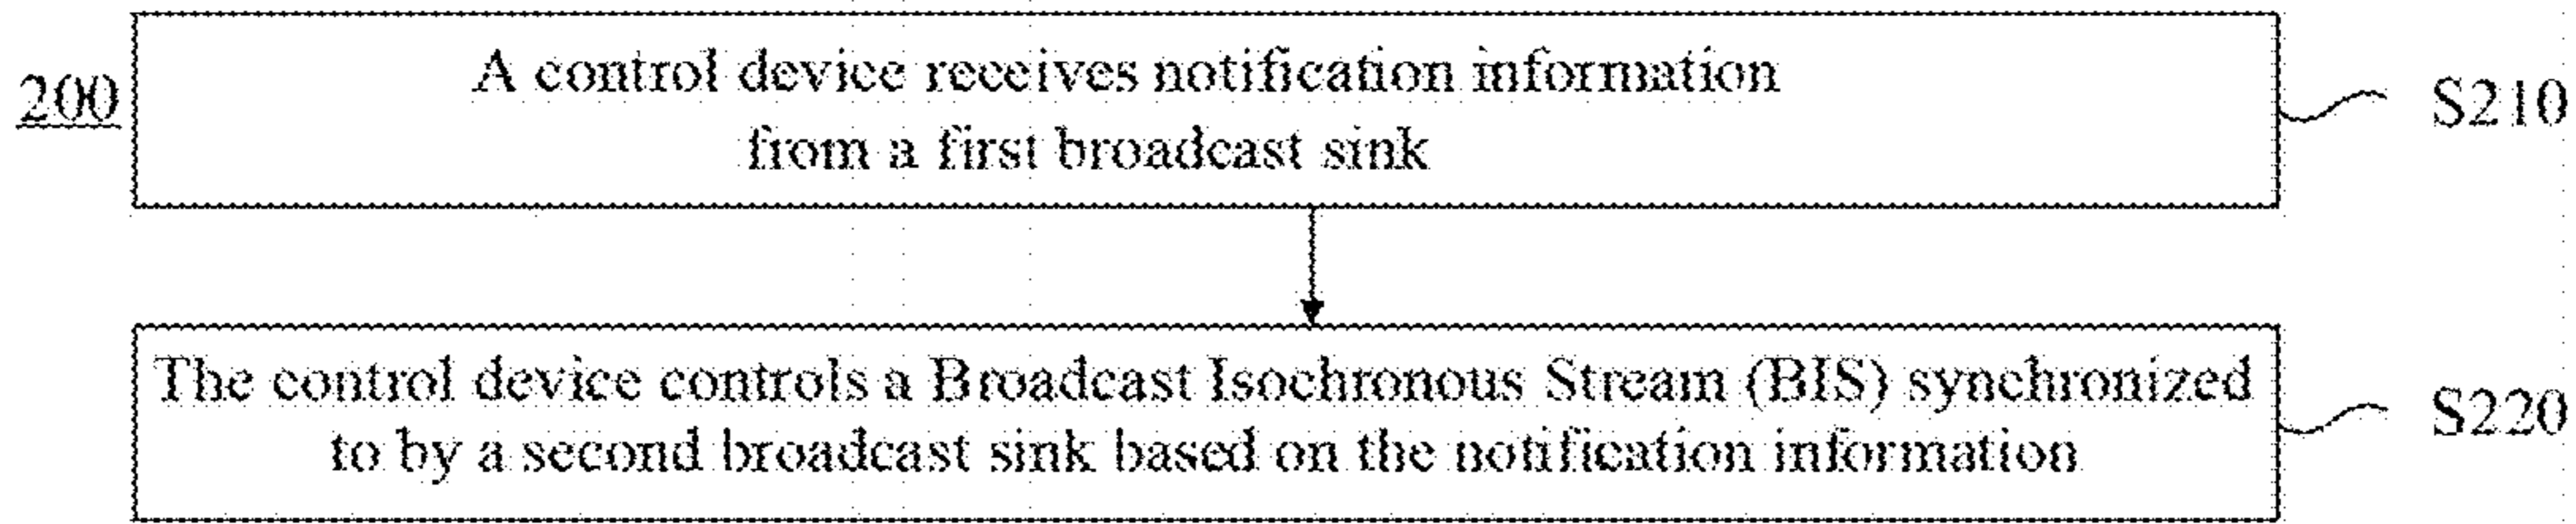 200
A control device receives notification information
from a first broadcast sink
S210
The control device controls a Broadcast Isochronous Stream (BIS) synchronized
to by a second broadcast sink based on the notification information
S220